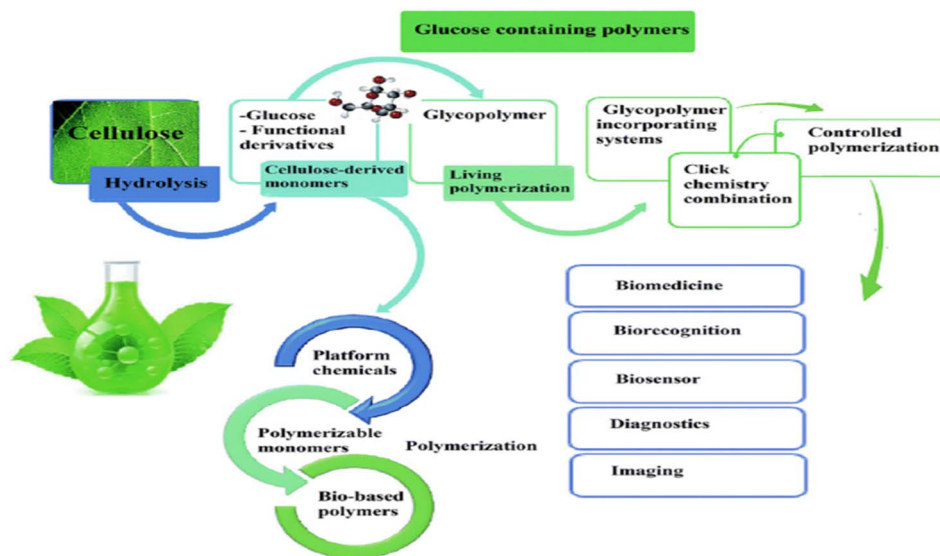 Glucose containing polymers
Cellulose
Hydrolysis
-Glucose
- Functional
derivatives
Cellulose-derived
monomers
Glycopolymer
Living
polymerization
Glycopolymer
incorporating
systems
Click
chemistry
combination
Controlled
polymerization
Platform
chemicals
Polymerizable
monomers
Polymerization
Bio-based
polymers
Biomedicine
Biorecognition
Biosensor
Diagnostics
Imaging